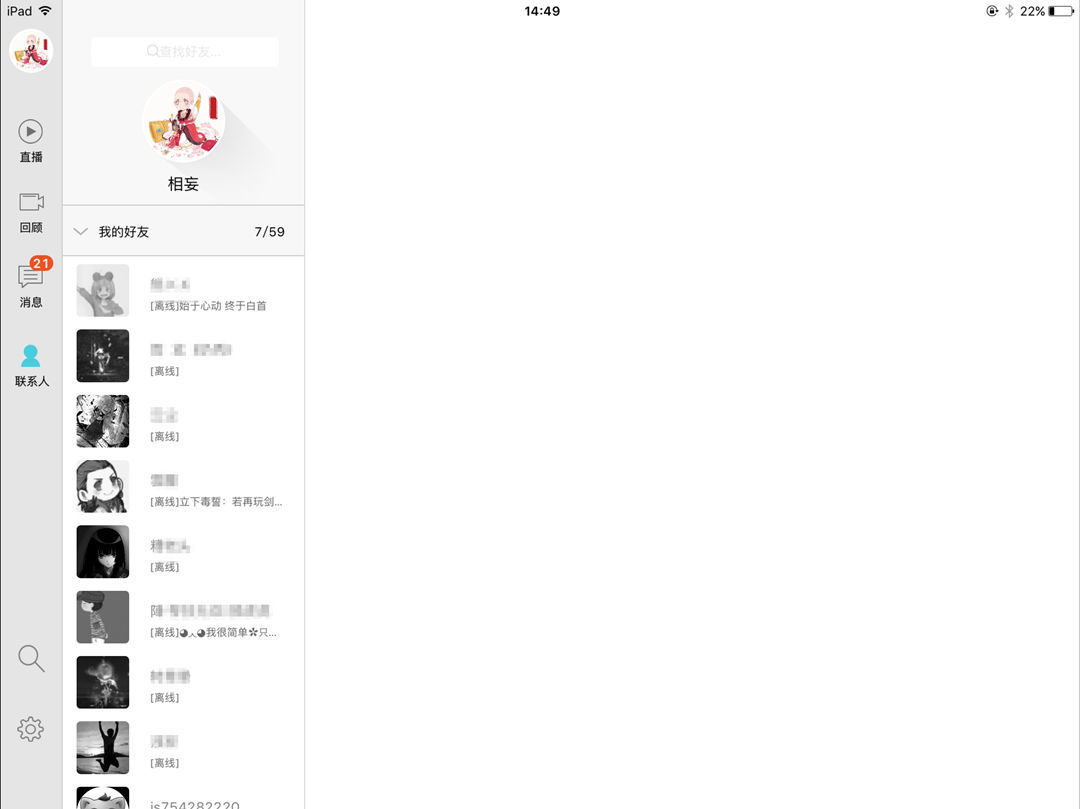 iPad
14:49
22%
查找好友...
直播
回顾
21
消息
联系人
相妄
我的好友
7/59
[离线]始于心动 终于白首
[离线]
[离线]
[离线]立下毒誓：若再玩剑...
[离线]
[离线]◕‸◕我很简单✲只...
[离线]
[离线]
js754282220